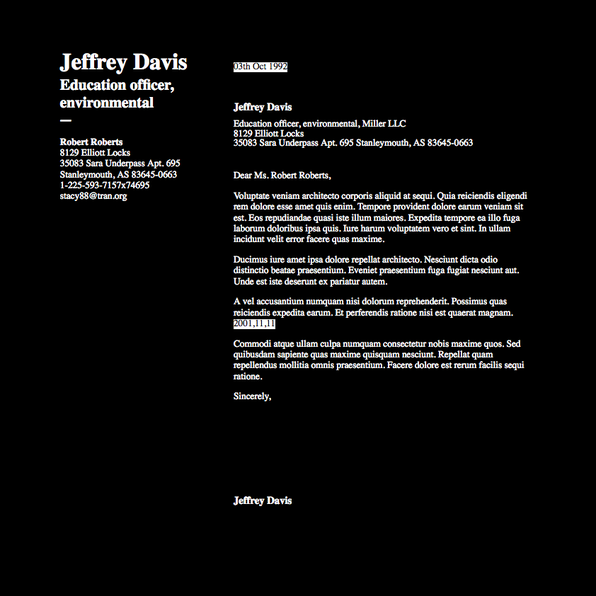 Jeffrey Davis
Education officer,
environmental
Robert Roberts
8129 Elliott Locks
35083 Sara Underpass Apt. 695
Stanleymouth, AS 83645-0663
1-225-593-7157x74695
stacy88@tran.org
03th Oct 1992
Jeffrey Davis
Education officer, environmental, Miller LLC
8129 Elliott Locks
35083 Sara Underpass Apt. 695 Stanleymouth, AS 83645-0663
Dear Ms. Robert Roberts,
Voluptate veniam architecto corporis aliquid at sequi. Quia reiciendis eligendi
rem dolore esse amet quis enim. Tempore provident dolore earum veniam sit
est. Eos repudiandae quasi iste illum maiores. Expedita tempore ea illo fuga
laborum doloribus ipsa quis. Iure harum voluptatem vero et sint. In ullam
incidunt velit error facere quas maxime.
Ducimus iure amet ipsa dolore repellat architecto. Nesciunt dicta odio
distinctio beatae praesentium. Eveniet praesentium fuga fugiat nesciunt aut.
Unde est iste deserunt ex pariatur autem.
A vel accusantium numquam nisi dolorum reprehenderit. Possimus quas
reiciendis expedita earum. Et perferendis ratione nisi est quaerat magnam.
2001,11,11
Commodi atque ullam culpa numquam consectetur nobis maxime quos. Sed
quibusdam sapiente quas maxime quisquam nesciunt. Repellat quam
repellendus mollitia omnis praesentium. Facere dolore est rerum facilis sequi
ratione.
Sincerely,
Jeffrey Davis